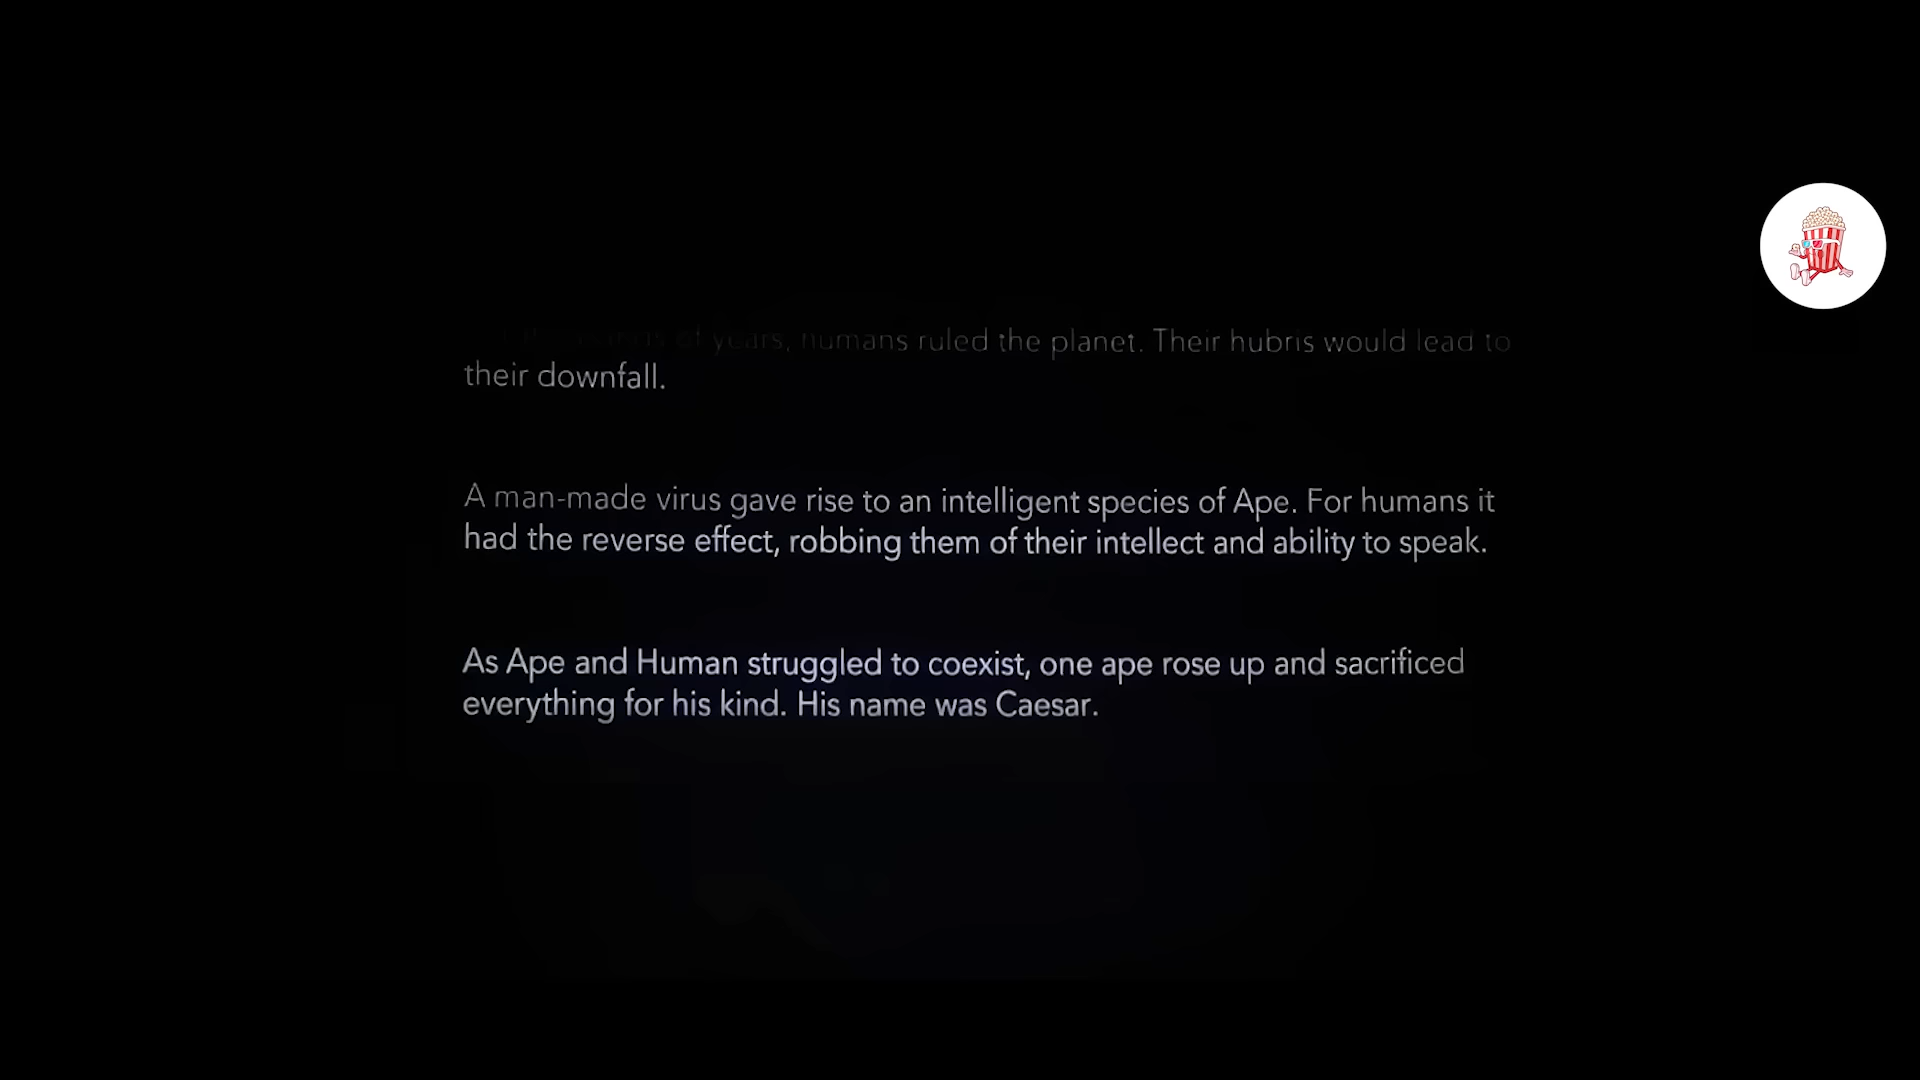 of years, humans ruled the planet. Their hubris would lead to
their downfall.
A man-made virus gave rise to an intelligent species of Ape. For humans it
had the reverse effect, robbing them of their intellect and ability to speak.
As Ape and Human struggled to coexist, one ape rose up and sacrificed
everything for his kind. His name was Caesar.